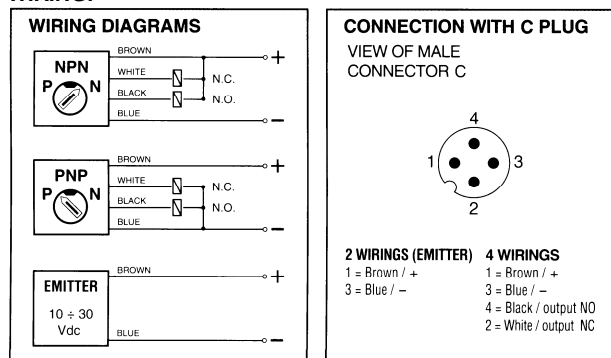 WIRING DIAGRAMS
NPN
P N
BROWN
+
WHITE
N.C.
BLACK
N.O.
BLUE
−
PNP
P N
BROWN
+
WHITE
N.C.
BLACK
N.O.
BLUE
−
EMITTER
10 ÷ 30
Vdc
BROWN
+
BLUE
−
CONNECTION WITH C PLUG
VIEW OF MALE
CONNECTOR C
4
1 3
2
2 WIRINGS (EMITTER)
1 = Brown / +
3 = Blue / −
4 WIRINGS
1 = Brown / +
3 = Blue / −
4 = Black / output NO
2 = White / output NC